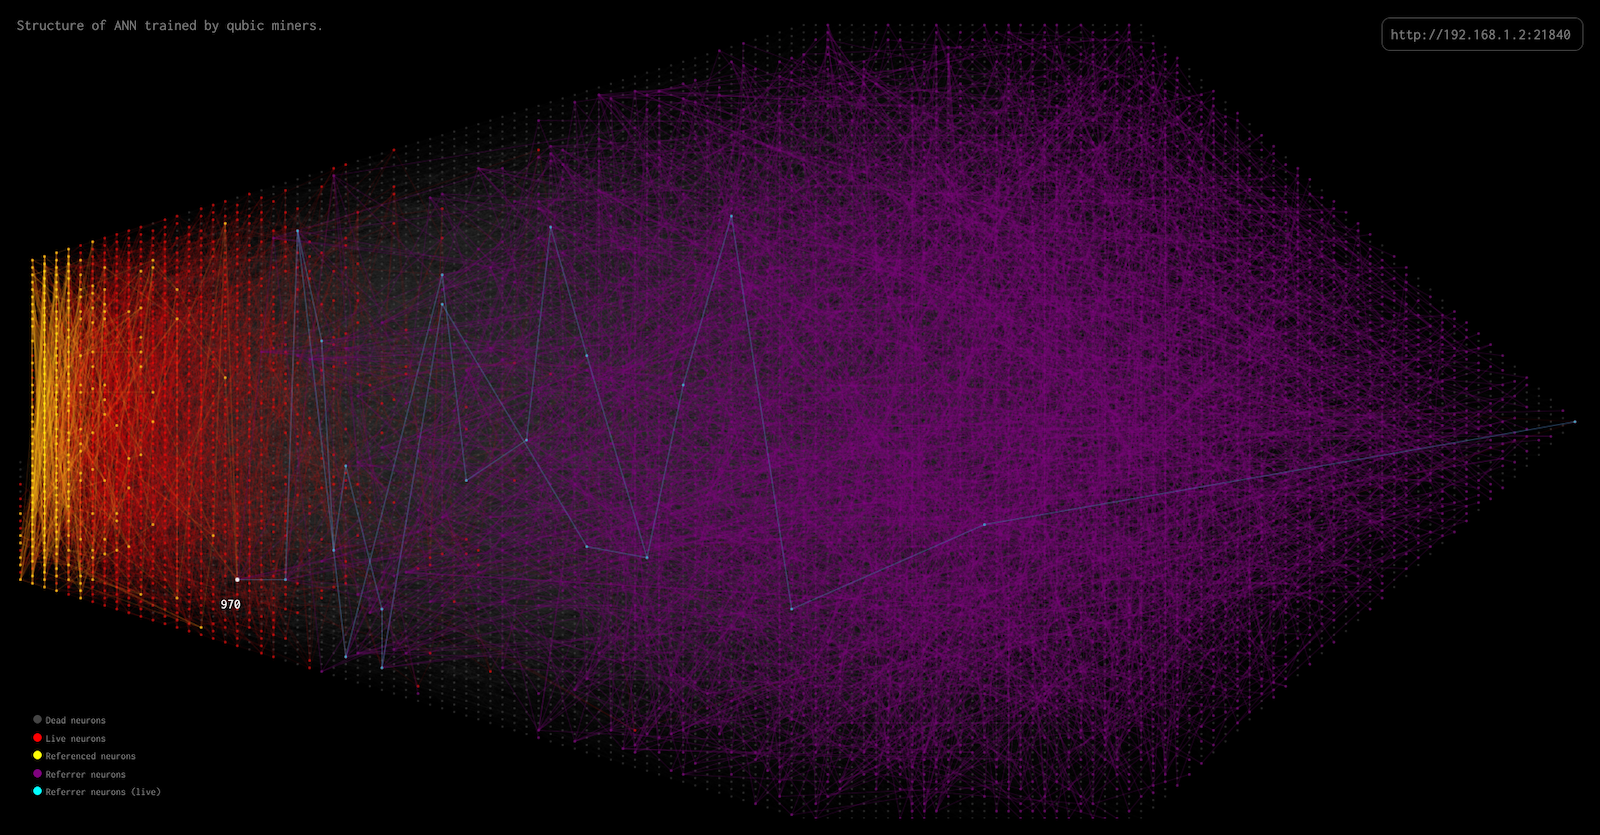 Structure of ANN trained by qubic miners.
http://192.168.1.2:21840
970
Dead neurons
Live neurons
Referenced neurons
Referrer neurons
Referrer neurons (live)